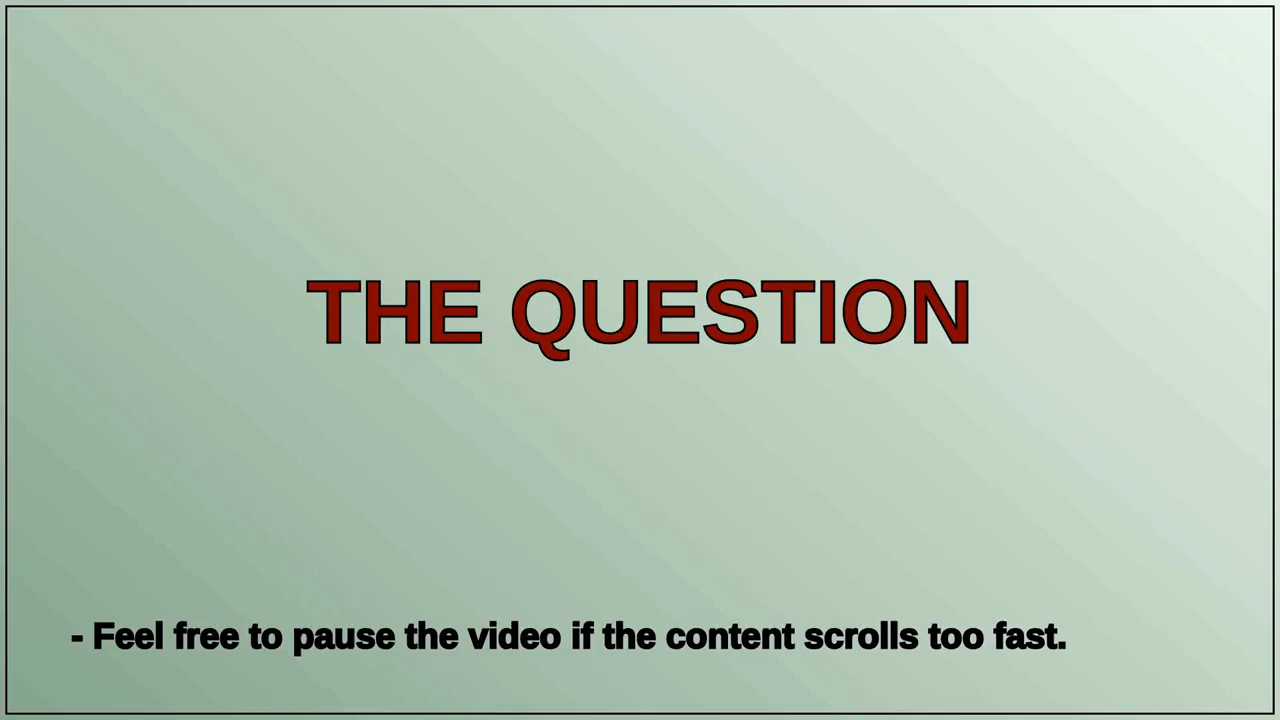 THE QUESTION
- Feel free to pause the video if the content scrolls too fast.